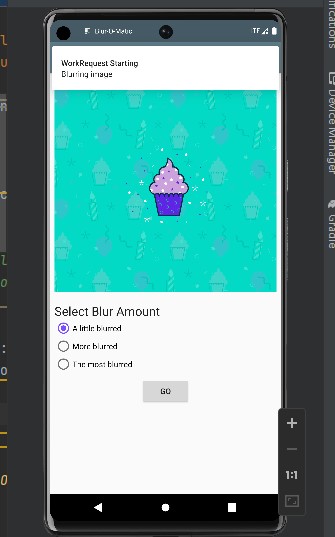 Blur-O-Matic
LTE
WorkRequest Starting
Blurring image
Select Blur Amount
A little blurred
More blurred
The most blurred
GO
1:1
Device Manager
Gradle